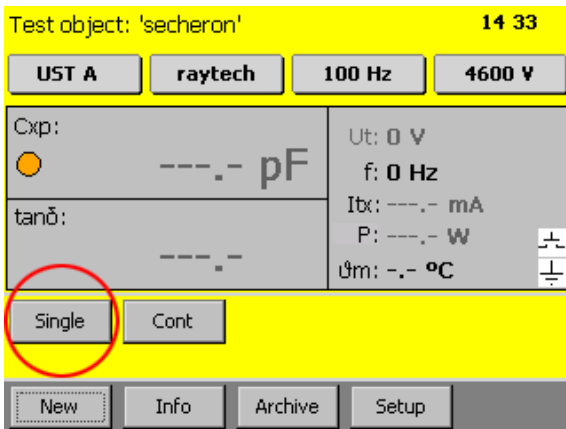 Test object: 'secheron' 14 33
UST A raytech 100 Hz 4600 V
Cxp:
---.- pF
tanδ:
---.-
Ut: 0 V
f: 0 Hz
Itx: ---.- mA
P: ---.- W
ϑm: -.- ºC
Single Cont
New Info Archive Setup